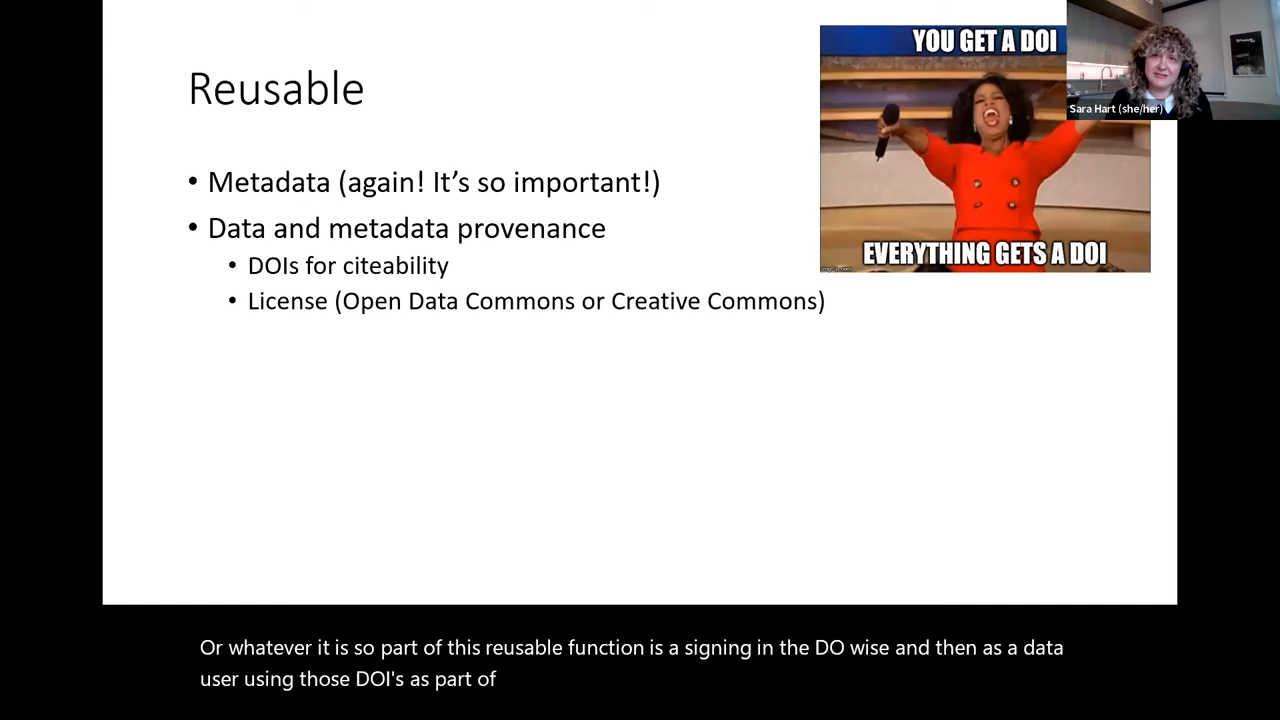 Reusable
• Metadata (again! It's so important!)
• Data and metadata provenance
• DOIs for citeability
• License (Open Data Commons or Creative Commons)
YOU GET A DOI
EVERYTHING GETS A DOI
Sara Hart (she/her)
Or whatever it is so part of this reusable function is a signing in the DO wise and then as a data
user using those DOI's as part of